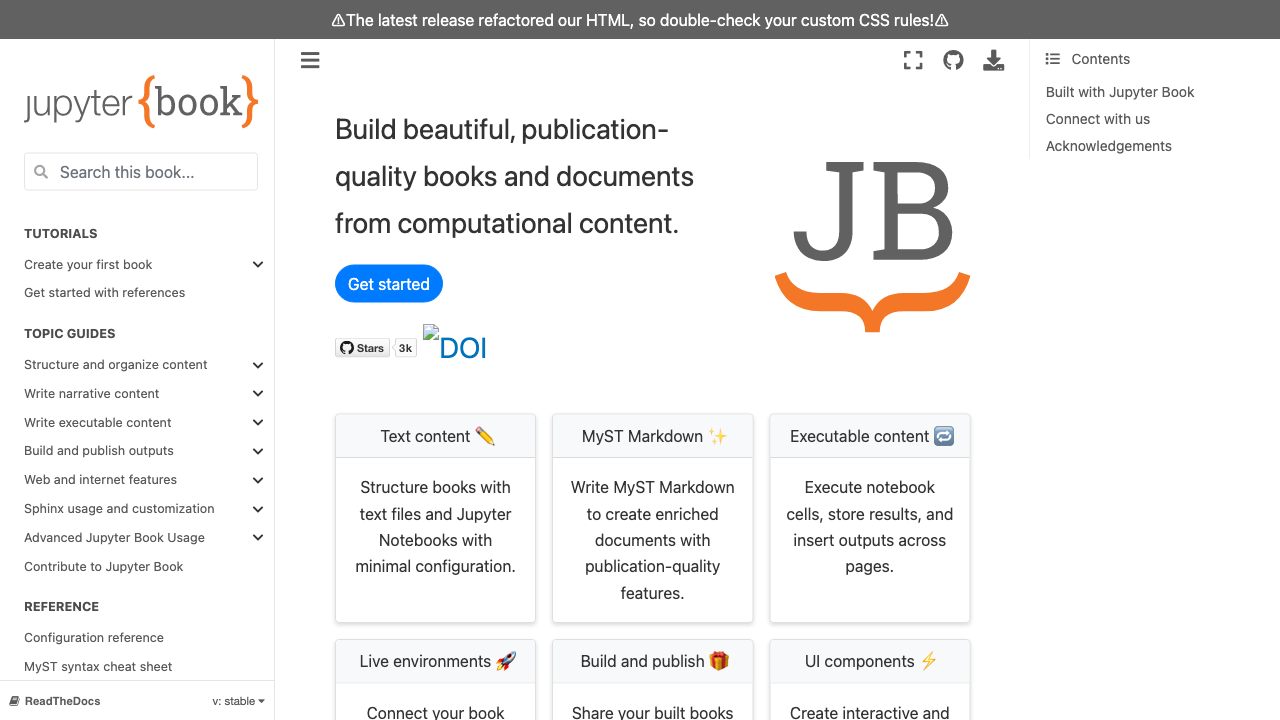 ⚠The latest release refactored our HTML, so double-check your custom CSS rules!⚠
jupyter {book}
Search this book...
TUTORIALS
Create your first book
Get started with references
TOPIC GUIDES
Structure and organize content
Write narrative content
Write executable content
Build and publish outputs
Web and internet features
Sphinx usage and customization
Advanced Jupyter Book Usage
Contribute to Jupyter Book
REFERENCE
Configuration reference
MyST syntax cheat sheet
ReadTheDocs
v: stable
Build beautiful, publication-
quality books and documents
from computational content.
Get started
Stars 3k DOI
JB
Text content ✏️
Structure books with
text files and Jupyter
Notebooks with
minimal configuration.
MyST Markdown ✨
Write MyST Markdown
to create enriched
documents with
publication-quality
features.
Executable content 🔁
Execute notebook
cells, store results, and
insert outputs across
pages.
Live environments 🚀
Connect your book
Build and publish 🎁
Share your built books
UI components ⚡
Create interactive and
Contents
Built with Jupyter Book
Connect with us
Acknowledgements